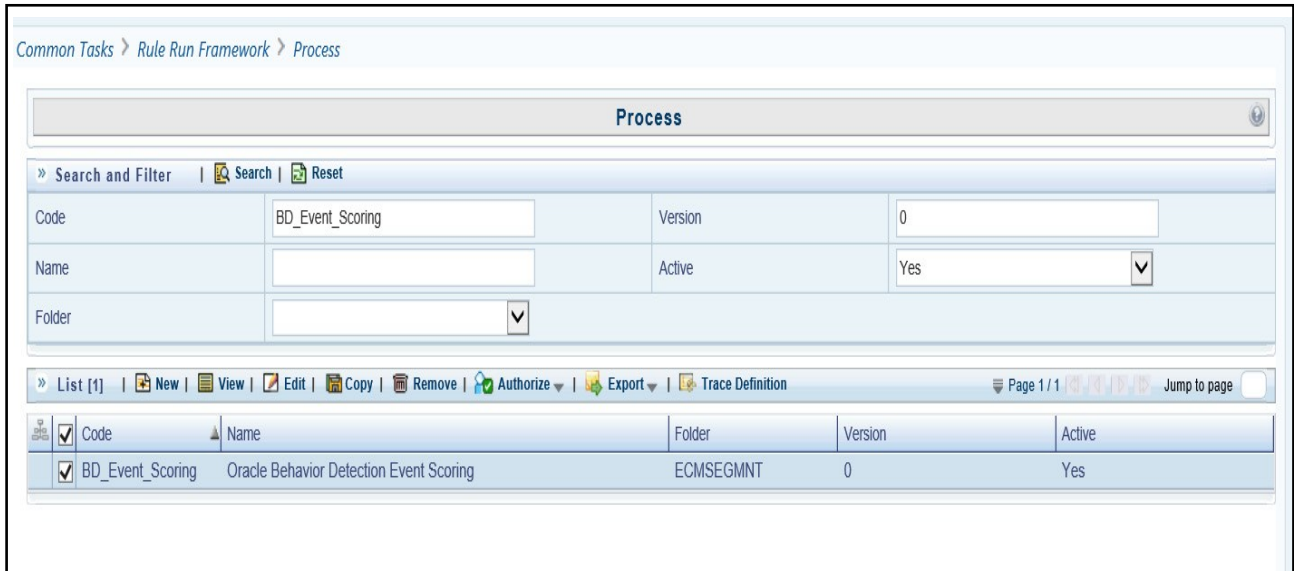 Common Tasks > Rule Run Framework > Process
Process
» Search and Filter | Search | Reset
Code BD_Event_Scoring Version 0
Name Active Yes
Folder
» List [1] | New | View | Edit | Copy | Remove | Authorize | Export | Trace Definition Page 1 / 1 Jump to page
Code Name Folder Version Active
BD_Event_Scoring Oracle Behavior Detection Event Scoring ECMSEGMNT 0 Yes